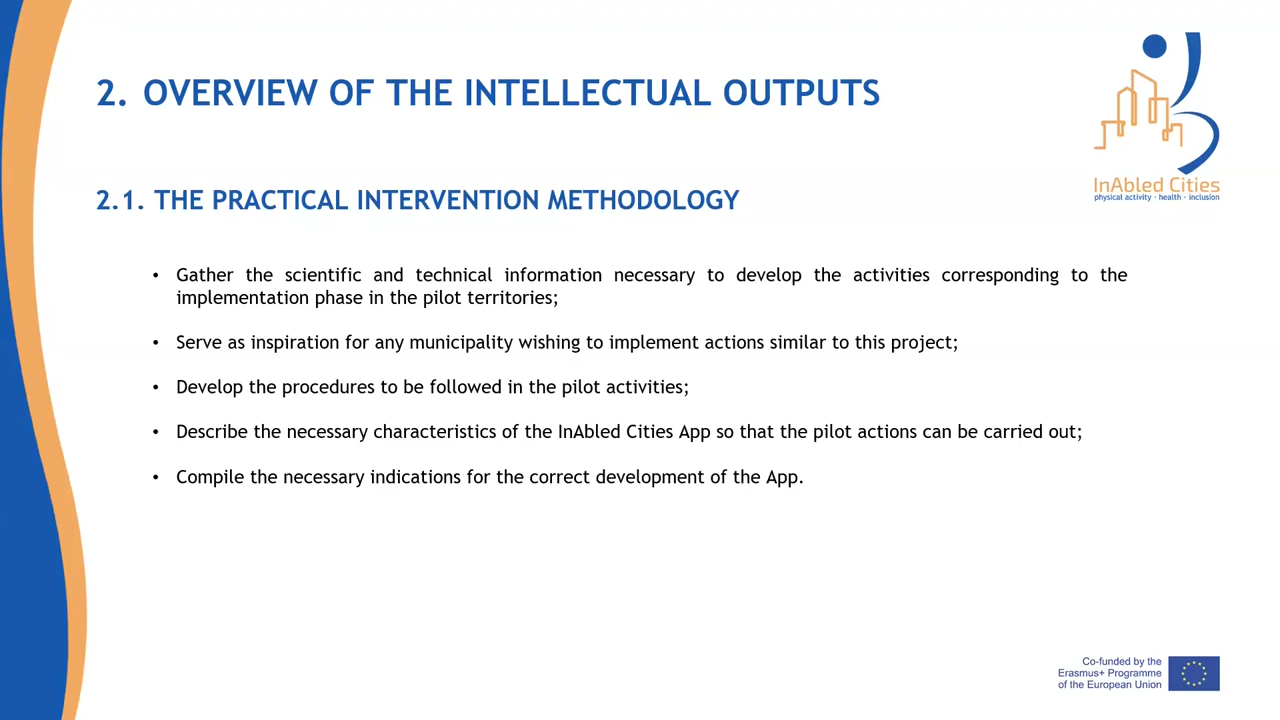 2. OVERVIEW OF THE INTELLECTUAL OUTPUTS
InAbled Cities
physical activity - health - inclusion
2.1. THE PRACTICAL INTERVENTION METHODOLOGY
• Gather the scientific and technical information necessary to develop the activities corresponding to the
implementation phase in the pilot territories;
• Serve as inspiration for any municipality wishing to implement actions similar to this project;
• Develop the procedures to be followed in the pilot activities;
• Describe the necessary characteristics of the InAbled Cities App so that the pilot actions can be carried out;
• Compile the necessary indications for the correct development of the App.
Co-funded by the
Erasmus+ Programme
of the European Union